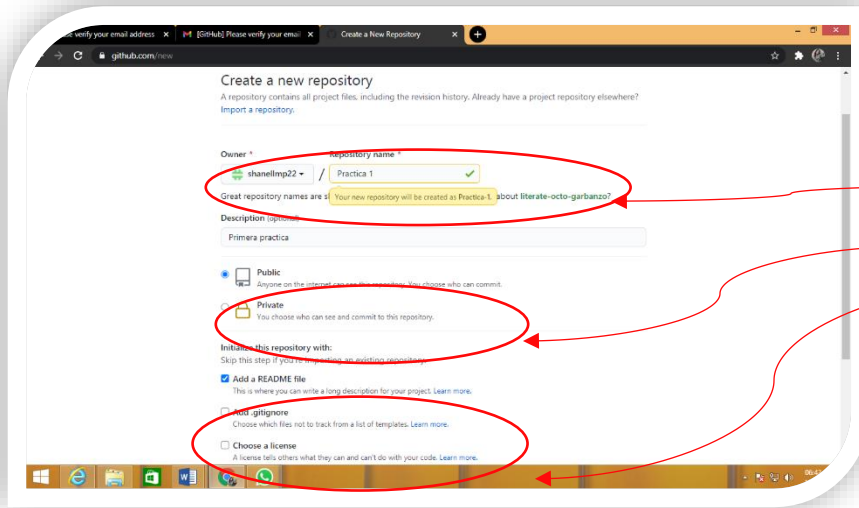 se verify your email address
[GitHub] Please verify your email
Create a New Repository
github.com/new
Create a new repository
A repository contains all project files, including the revision history. Already have a project repository elsewhere?
Import a repository.
Owner * Repository name *
shanellmp22 / Practica 1
Great repository names are s
Your new repository will be created as Practica-1.
about literate-octo-garbanzo?
Description (optional)
Primera practica
Public
Anyone on the internet can see this repository. You choose who can commit.
Private
You choose who can see and commit to this repository.
Initialize this repository with:
Skip this step if you're importing an existing repository.
Add a README file
This is where you can write a long description for your project. Learn more.
Add .gitignore
Choose which files not to track from a list of templates. Learn more.
Choose a license
A license tells others what they can and can't do with your code. Learn more.